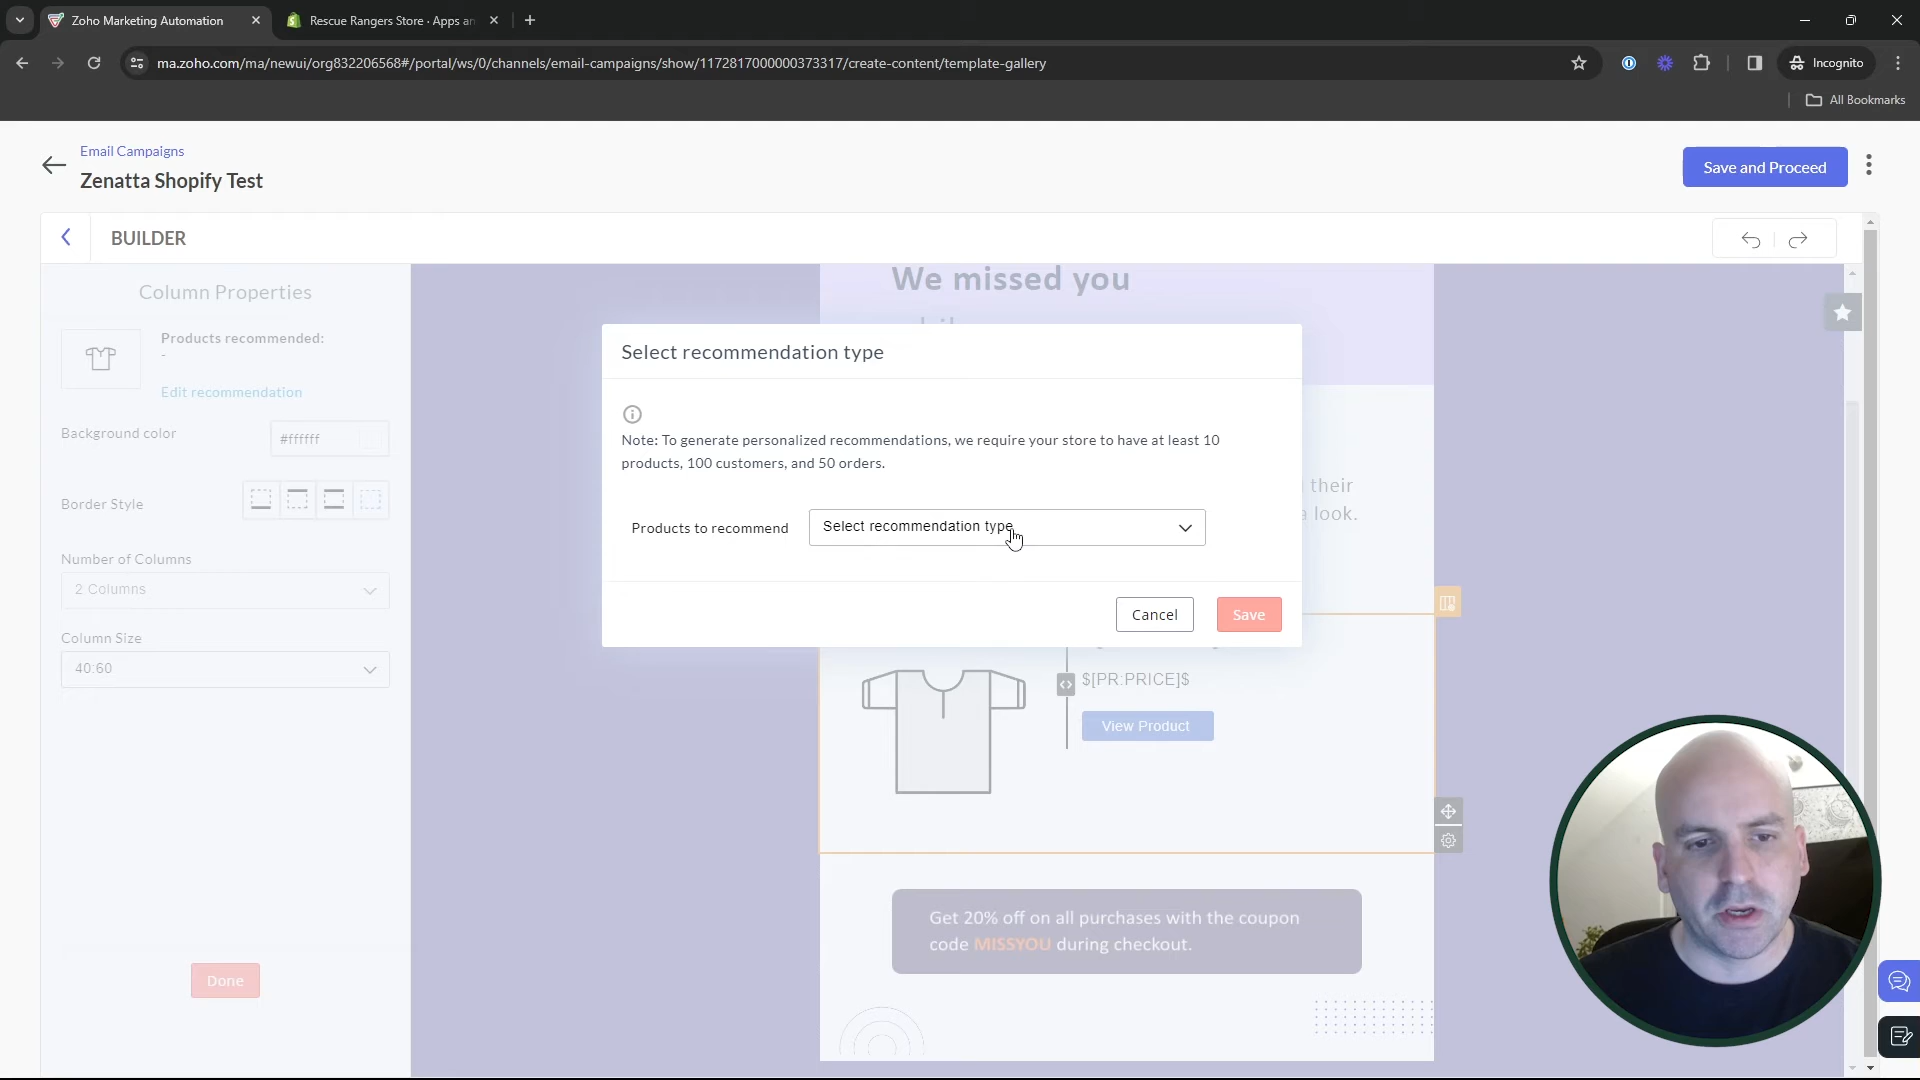 Zoho Marketing Automation
Rescue Rangers Store · Apps an
ma.zoho.com/ma/newui/org832206568#/portal/ws/0/channels/email-campaigns/show/1172817000000373317/create-content/template-gallery
Incognito
All Bookmarks
Email Campaigns
Zenatta Shopify Test
Save and Proceed
BUILDER
Column Properties
Products recommended:
-
Edit recommendation
Background color
#ffffff
Border Style
Number of Columns
2 Columns
Column Size
40:60
Done
We missed you
Select recommendation type
Note: To generate personalized recommendations, we require your store to have at least 10
products, 100 customers, and 50 orders.
Products to recommend
Select recommendation type
Cancel
Save
their
look.
$[PR:PRICE]$
View Product
Get 20% off on all purchases with the coupon
code MISSYOU during checkout.